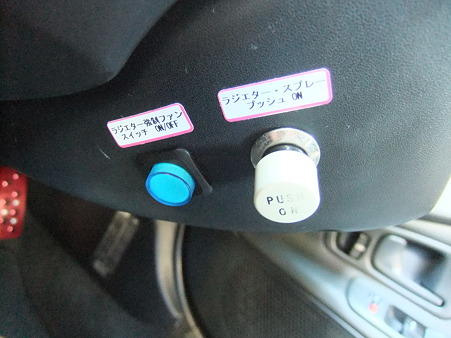 ラジエター強制ファン
スイッチ ON/OFF
ラジエター・スプレー
プッシュ ON
PUSH
ON